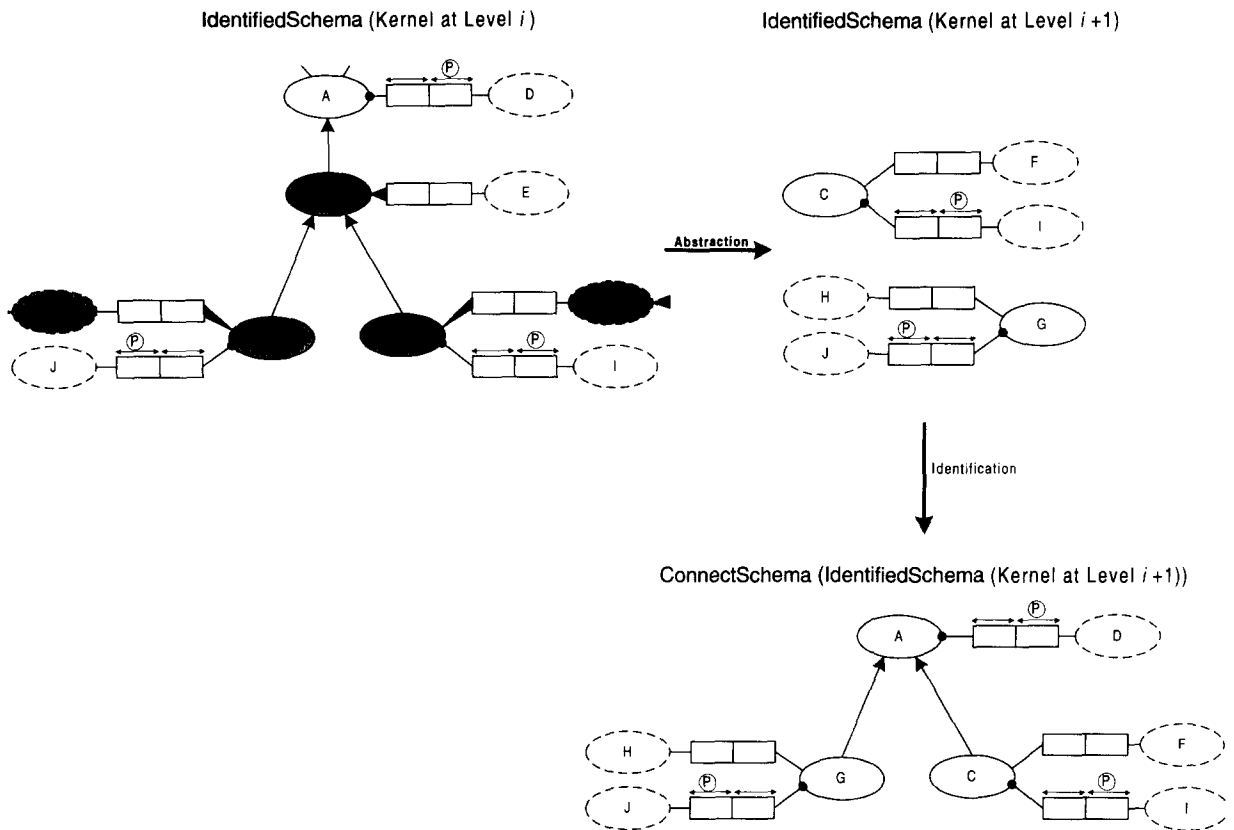 IdentifiedSchema (Kernel at Level i)
IdentifiedSchema (Kernel at Level i +1)
P
A
D
E
F
C
P
I
Abstraction
H
P
G
J
P
J
P
I
Identification
ConnectSchema (IdentifiedSchema (Kernel at Level i +1))
P
A
D
H
F
P
G
C
P
J
I